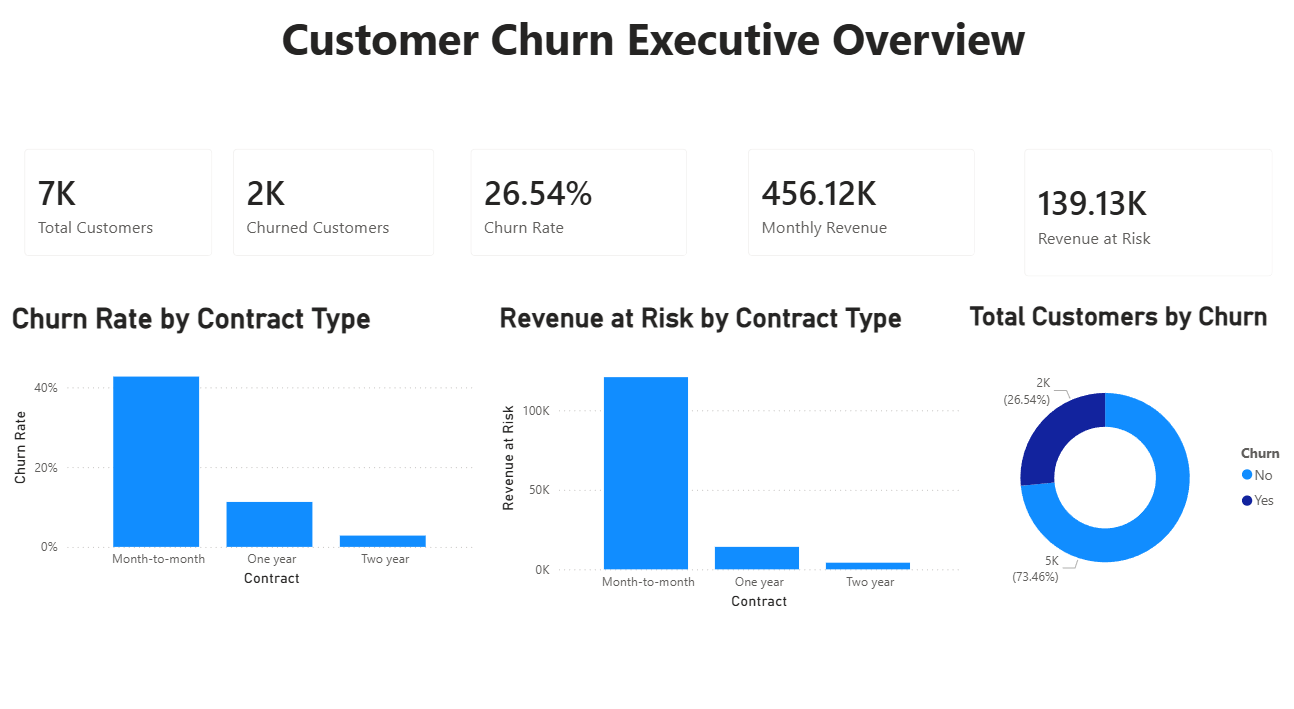 Customer Churn Executive Overview
7K
Total Customers
2K
Churned Customers
26.54%
Churn Rate
456.12K
Monthly Revenue
139.13K
Revenue at Risk
Churn Rate by Contract Type
40%
20%
0%
Churn Rate
Month-to-month
One year
Two year
Contract
Revenue at Risk by Contract Type
100K
50K
0K
Revenue at Risk
Month-to-month
One year
Two year
Contract
Total Customers by Churn
2K
(26.54%)
5K
(73.46%)
Churn
No
Yes